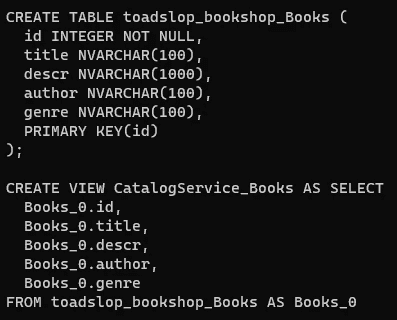 CREATE TABLE toadslop_bookshop_Books (
  id INTEGER NOT NULL,
  title NVARCHAR(100),
  descr NVARCHAR(1000),
  author NVARCHAR(100),
  genre NVARCHAR(100),
  PRIMARY KEY(id)
);

CREATE VIEW CatalogService_Books AS SELECT
  Books_0.id,
  Books_0.title,
  Books_0.descr,
  Books_0.author,
  Books_0.genre
FROM toadslop_bookshop_Books AS Books_0